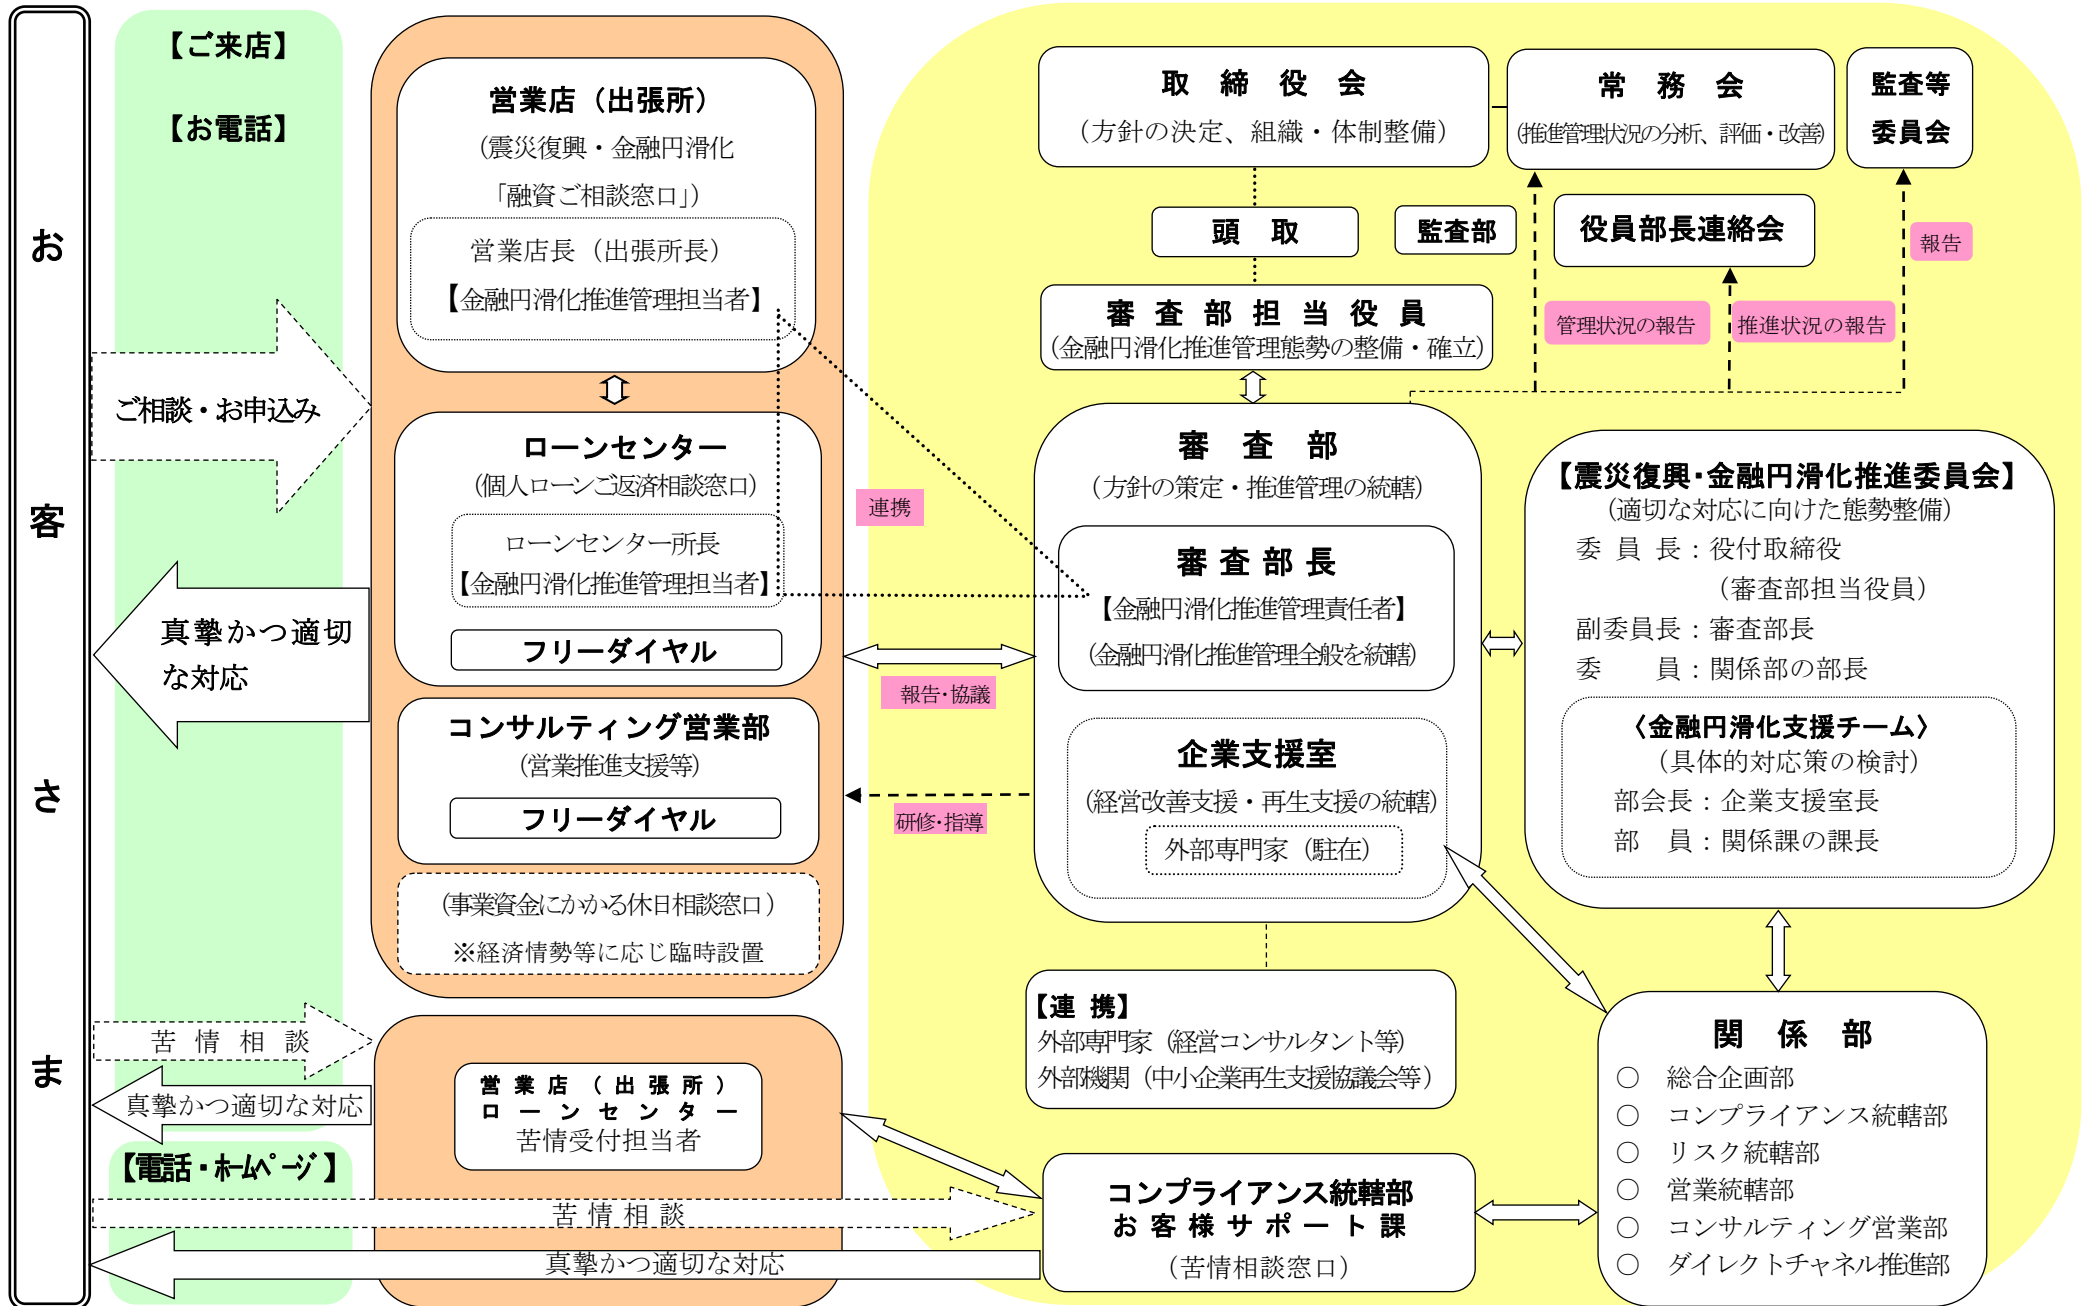 お
客
さ
ま
【ご来店】
【お電話】
ご相談・お申込み
真摯かつ適切
な対応
苦 情 相 談
真摯かつ適切な対応
【電話・ホームページ】
苦 情 相 談
真摯かつ適切な対応
営業店（出張所）
（震災復興・金融円滑化
「融資ご相談窓口」）
営業店長（出張所長）
【金融円滑化推進管理担当者】
ローンセンター
（個人ローンご返済相談窓口）
ローンセンター所長
【金融円滑化推進管理担当者】
フリーダイヤル
コンサルティング営業部
（営業推進支援等）
フリーダイヤル
（事業資金にかかる休日相談窓口）
※経済情勢等に応じ臨時設置
営 業 店 （ 出 張 所 ）
ロ ー ン セ ン タ ー
苦情受付担当者
連携
報告・協議
研修・指導
取 締 役 会
（方針の決定、組織・体制整備）
常 務 会
（推進管理状況の分析、評価・改善）
監査等
委員会
頭 取
監査部
役員部長連絡会
報告
審 査 部 担 当 役 員
（金融円滑化推進管理態勢の整備・確立）
管理状況の報告
推進状況の報告
審 査 部
（方針の策定・推進管理の統轄）
審 査 部 長
【金融円滑化推進管理責任者】
（金融円滑化推進管理全般を統轄）
企業支援室
（経営改善支援・再生支援の統轄）
外部専門家（駐在）
【震災復興・金融円滑化推進委員会】
（適切な対応に向けた態勢整備）
委 員 長：役付取締役
（審査部担当役員）
副委員長：審査部長
委 員：関係部の部長
〈金融円滑化支援チーム〉
（具体的対応策の検討）
部会長：企業支援室長
部 員：関係課の課長
【連 携】
外部専門家（経営コンサルタント等）
外部機関（中小企業再生支援協議会等）
コンプライアンス統轄部
お 客 様 サ ポ ー ト 課
（苦情相談窓口）
関 係 部
○ 総合企画部
○ コンプライアンス統轄部
○ リスク統轄部
○ 営業統轄部
○ コンサルティング営業部
○ ダイレクトチャネル推進部